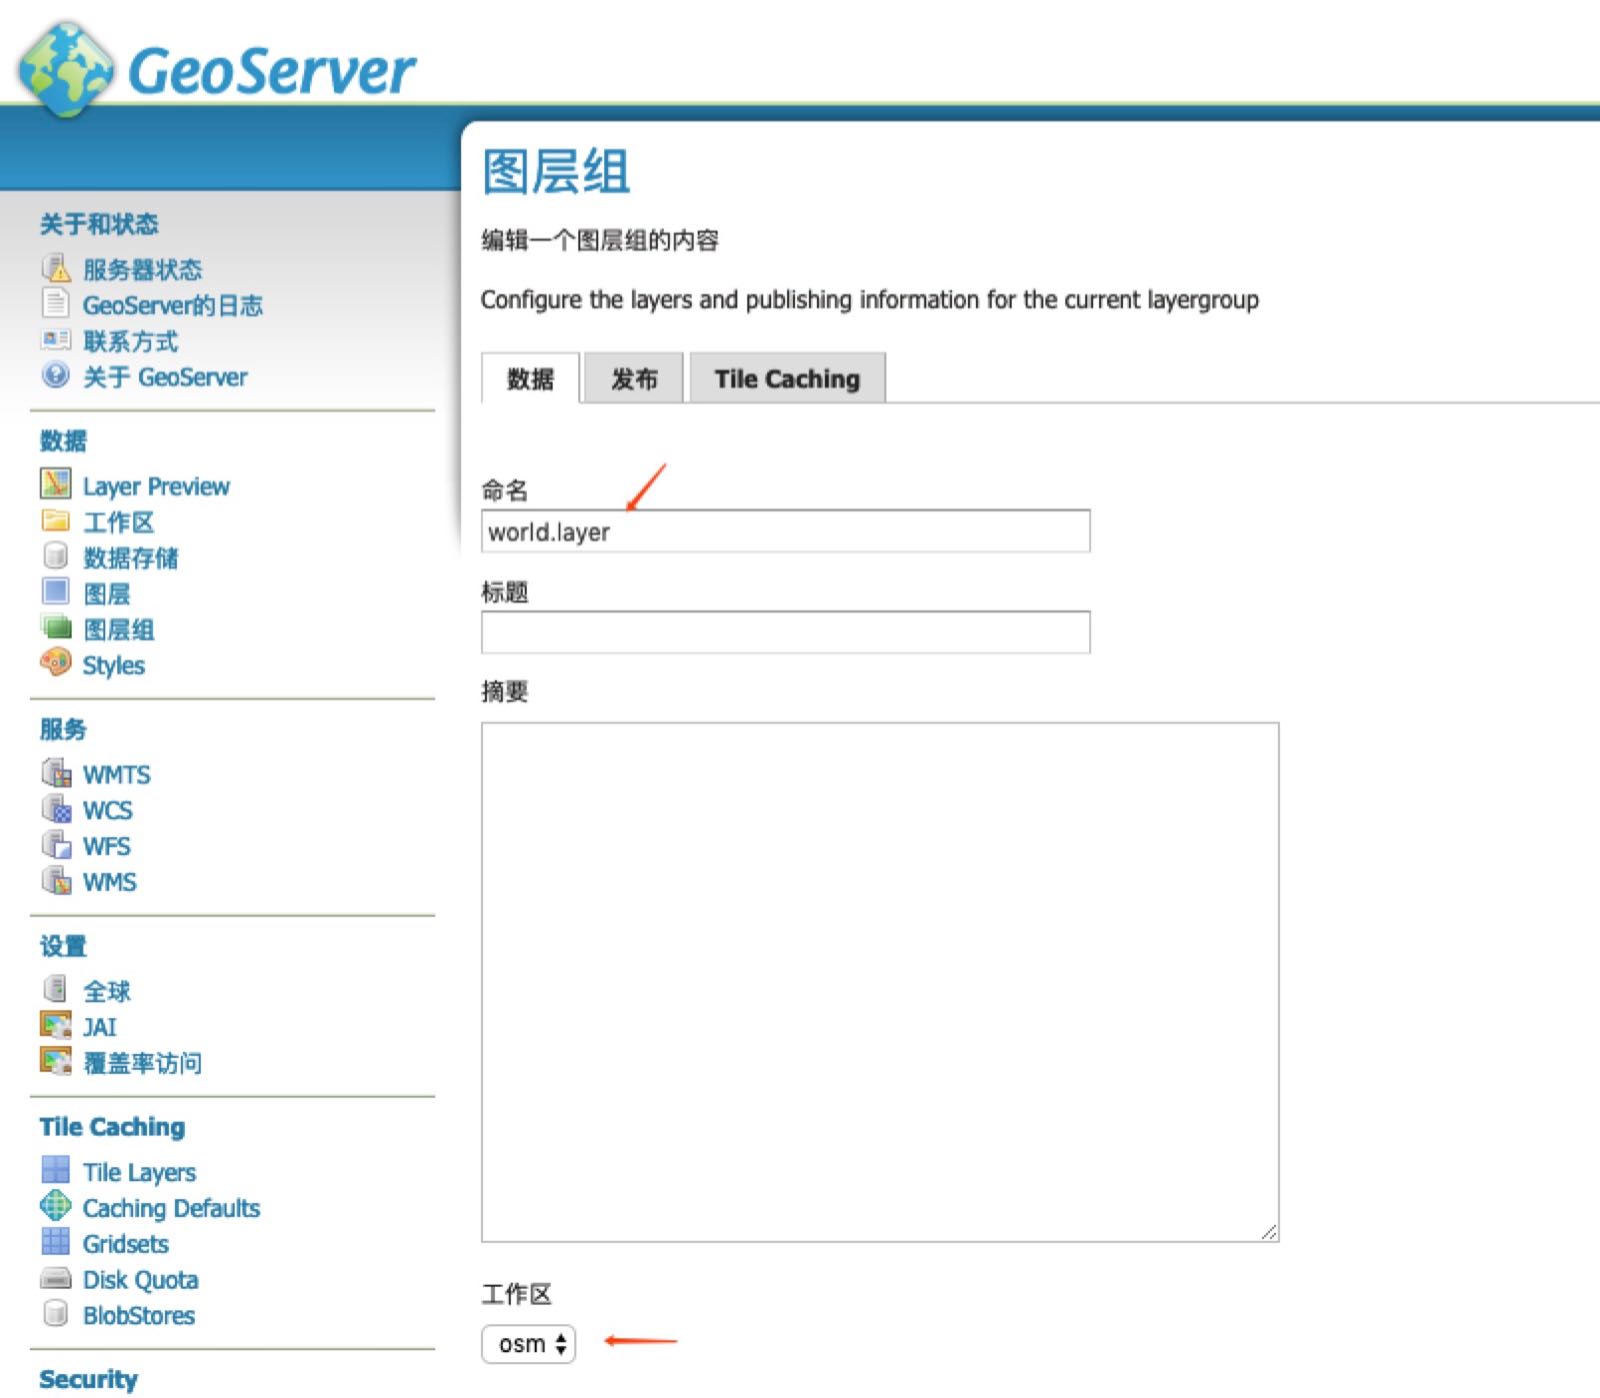 GeoServer
关于和状态
服务器状态
GeoServer的日志
联系方式
关于 GeoServer
数据
Layer Preview
工作区
数据存储
图层
图层组
Styles
服务
WMTS
WCS
WFS
WMS
设置
全球
JAI
覆盖率访问
Tile Caching
Tile Layers
Caching Defaults
Gridsets
Disk Quota
BlobStores
Security
图层组
编辑一个图层组的内容
Configure the layers and publishing information for the current layergroup
数据 发布 Tile Caching
命名
world.layer
标题
摘要
工作区
osm